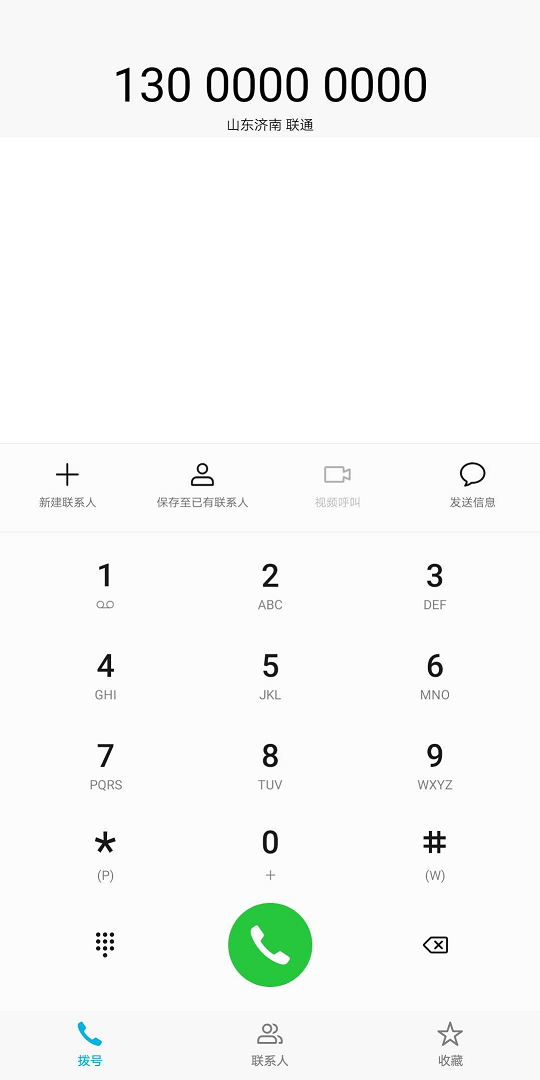 130 0000 0000
山东济南 联通
新建联系人 保存至已有联系人 视频呼叫 发送信息
1 2 3
ABC DEF
4 5 6
GHI JKL MNO
7 8 9
PQRS TUV WXYZ
* 0 #
(P) + (W)
拨号 联系人 收藏